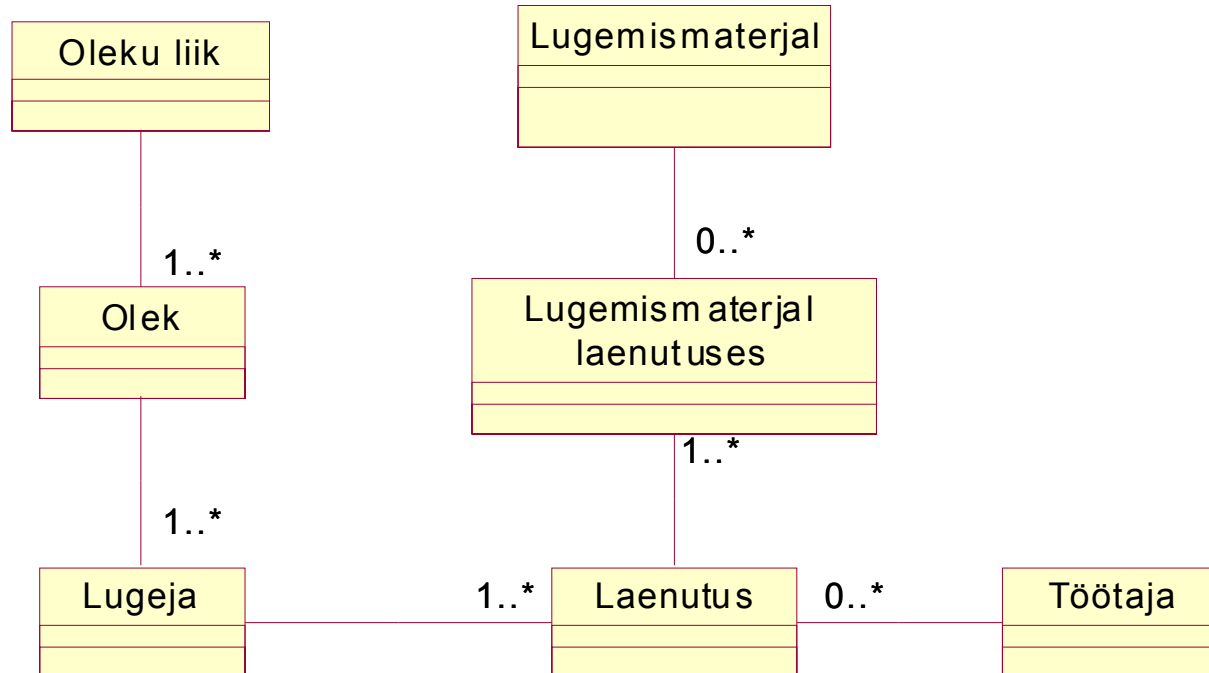 Oleku liik
Lugemismaterjal
1..*
0..*
Olek
Lugemismaterjal
laenutuses
1..*
1..*
Lugeja
1..*
Laenutus
0..*
Töötaja